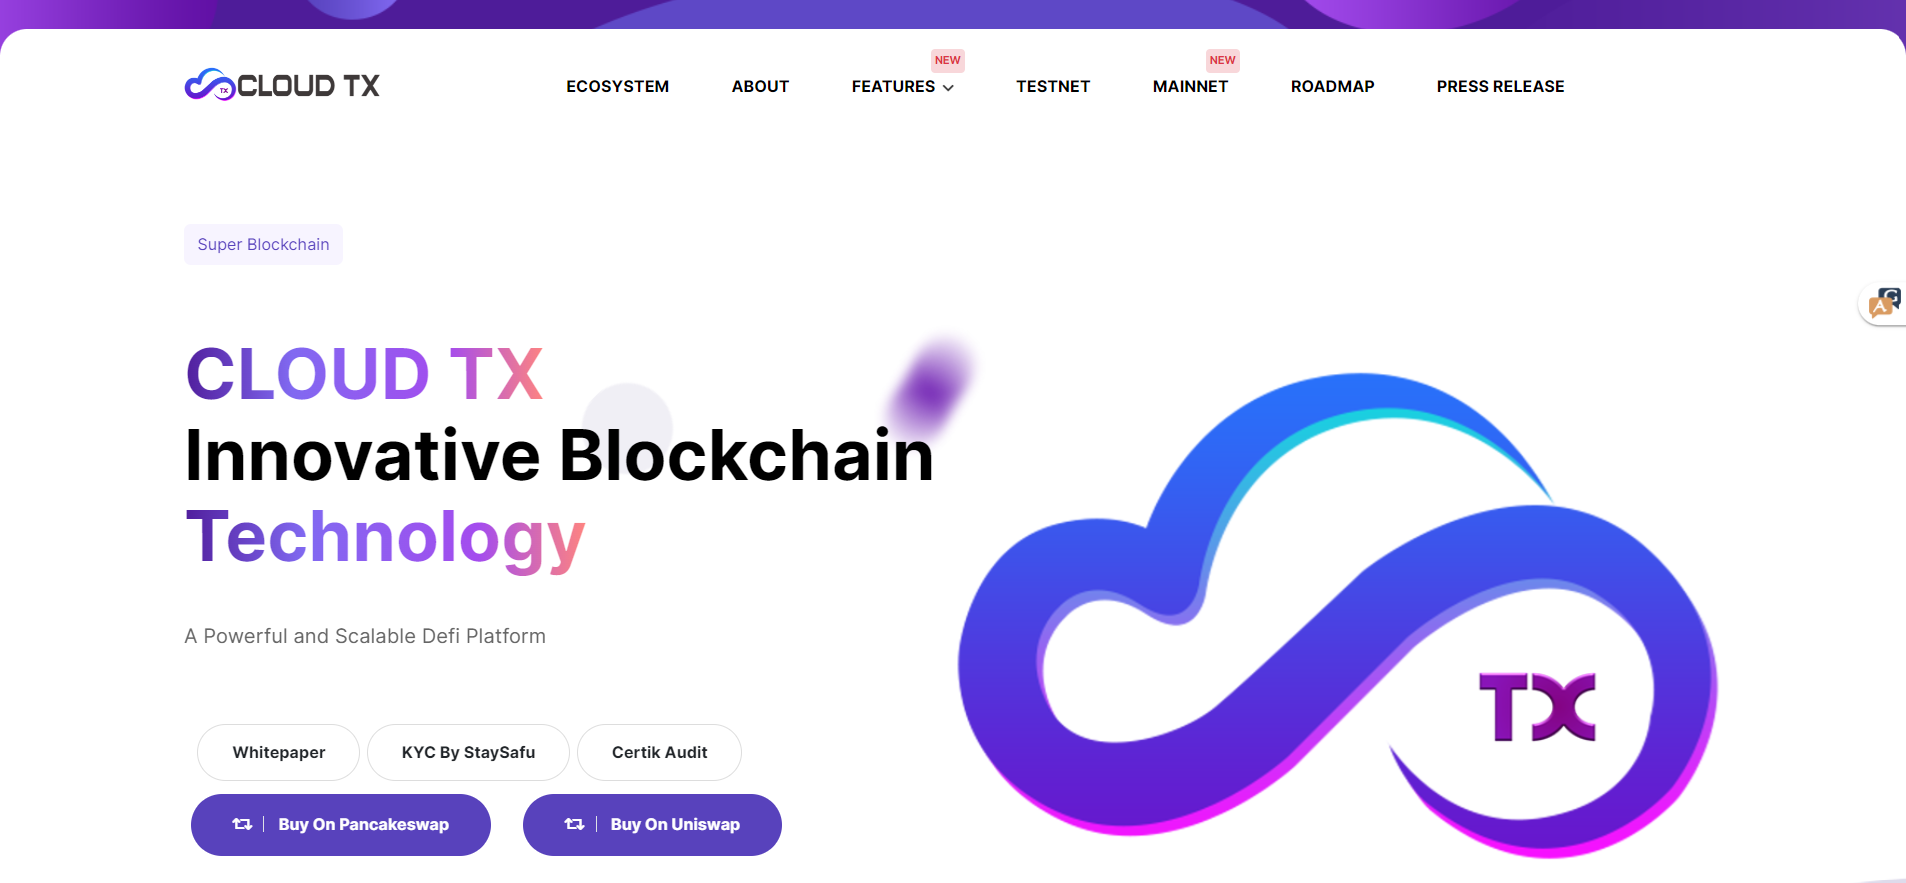 CLOUD TX
ECOSYSTEM
ABOUT
FEATURES
NEW
TESTNET
MAINNET
NEW
ROADMAP
PRESS RELEASE
Super Blockchain
CLOUD TX
Innovative Blockchain
Technology
A Powerful and Scalable Defi Platform
Whitepaper
KYC By StaySafu
Certik Audit
Buy On Pancakeswap
Buy On Uniswap
TX
TX
A
G